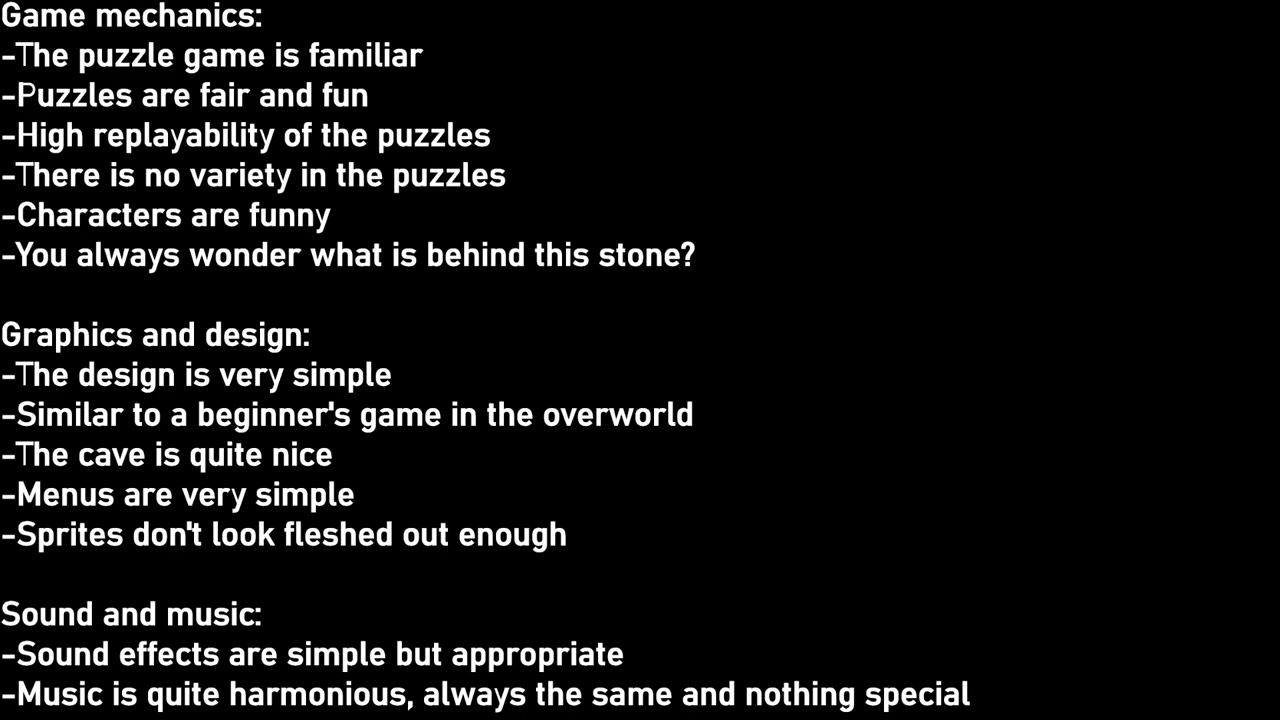 Game mechanics:
-The puzzle game is familiar
-Puzzles are fair and fun
-High replayability of the puzzles
-There is no variety in the puzzles
-Characters are funny
-You always wonder what is behind this stone?
Graphics and design:
-The design is very simple
-Similar to a beginner's game in the overworld
-The cave is quite nice
-Menus are very simple
-Sprites don't look fleshed out enough
Sound and music:
-Sound effects are simple but appropriate
-Music is quite harmonious, always the same and nothing special